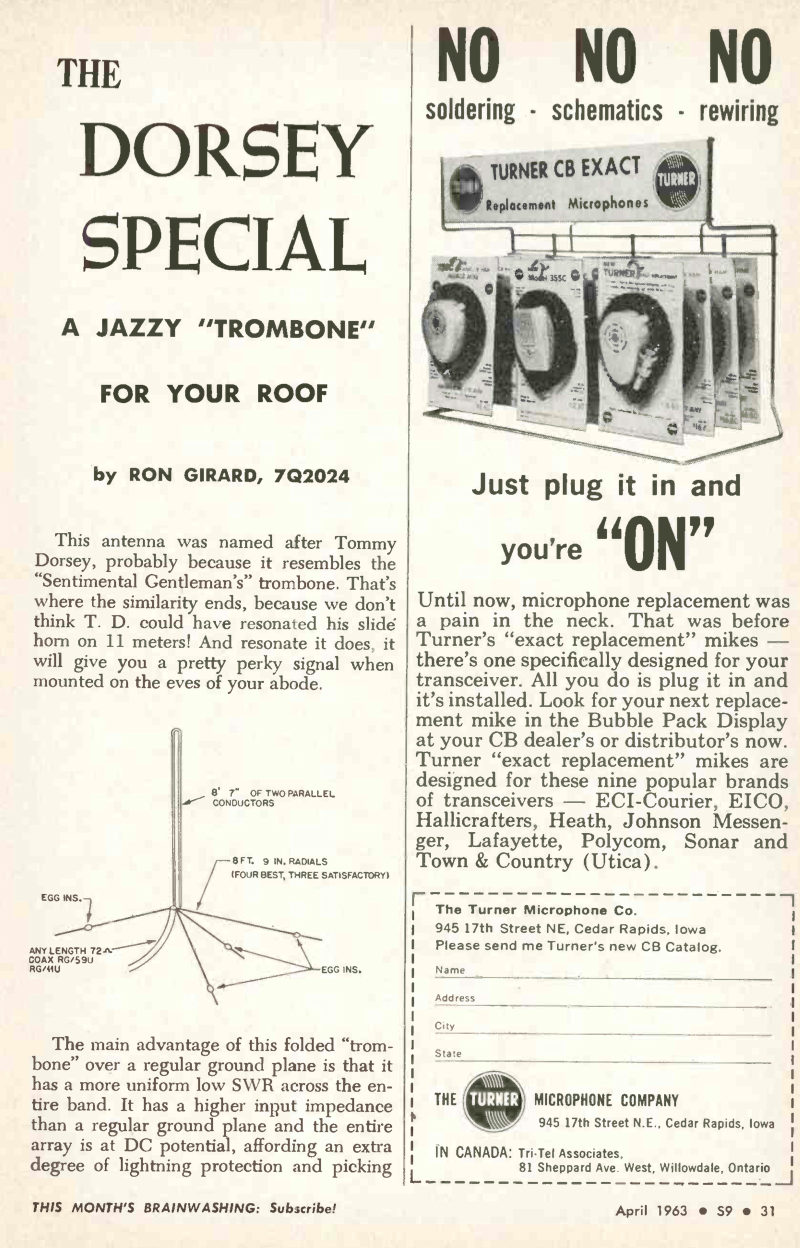 THE
DORSEY
SPECIAL
A JAZZY "TROMBONE"
FOR YOUR ROOF
by RON GIRARD, 7Q2024
This antenna was named after Tommy
Dorsey, probably because it resembles the
"Sentimental Gentleman's" trombone. That's
where the similarity ends, because we don't
think T. D. could have resonated his slide
horn on 11 meters! And resonate it does, it
will give you a pretty perky signal when
mounted on the eves of your abode.
8' 7" OF TWO PARALLEL
CONDUCTORS
8 FT. 9 IN. RADIALS
(FOUR BEST, THREE SATISFACTORY)
EGG INS.
ANY LENGTH 72Ω
COAX RG/59U
RG/11U
EGG INS.
The main advantage of this folded "trom-
bone" over a regular ground plane is that it
has a more uniform low SWR across the en-
tire band. It has a higher input impedance
than a regular ground plane and the entire
array is at DC potential, affording an extra
degree of lightning protection and picking
NO NO NO
soldering - schematics - rewiring
TURNER CB EXACT
Replacement Microphones
TURNER
Model 355C
TURNER
Just plug it in and
you're "ON"
Until now, microphone replacement was
a pain in the neck. That was before
Turner's "exact replacement" mikes —
there's one specifically designed for your
transceiver. All you do is plug it in and
it's installed. Look for your next replace-
ment mike in the Bubble Pack Display
at your CB dealer's or distributor's now.
Turner "exact replacement" mikes are
designed for these nine popular brands
of transceivers — ECI-Courier, EICO,
Hallicrafters, Heath, Johnson Messen-
ger, Lafayette, Polycom, Sonar and
Town & Country (Utica).
The Turner Microphone Co.
945 17th Street NE, Cedar Rapids, Iowa
Please send me Turner's new CB Catalog.
Name
Address
City
State
THE TURNER MICROPHONE COMPANY
945 17th Street N.E., Cedar Rapids, Iowa
IN CANADA: Tri-Tel Associates,
81 Sheppard Ave. West, Willowdale, Ontario
THIS MONTH'S BRAINWASHING: Subscribe!
April 1963 • S9 • 31